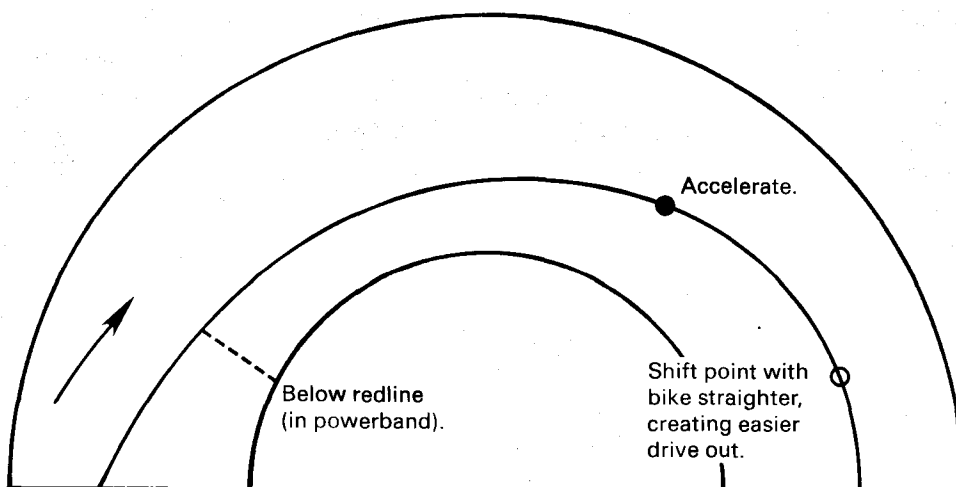 Accelerate.
Below redline
(in powerband).
Shift point with
bike straighter,
creating easier
drive out.